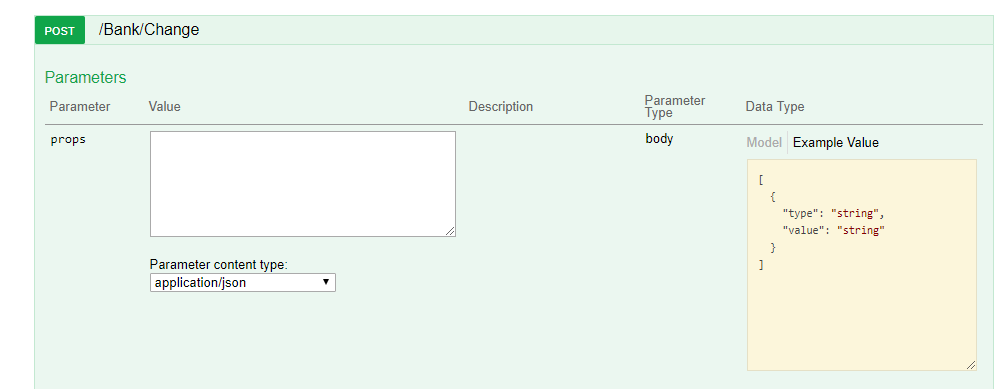 POST /Bank/Change
Parameters
Parameter Value Description Parameter Type Data Type
props body Model Example Value
[
{
"type": "string",
"value": "string"
}
]
Parameter content type:
application/json